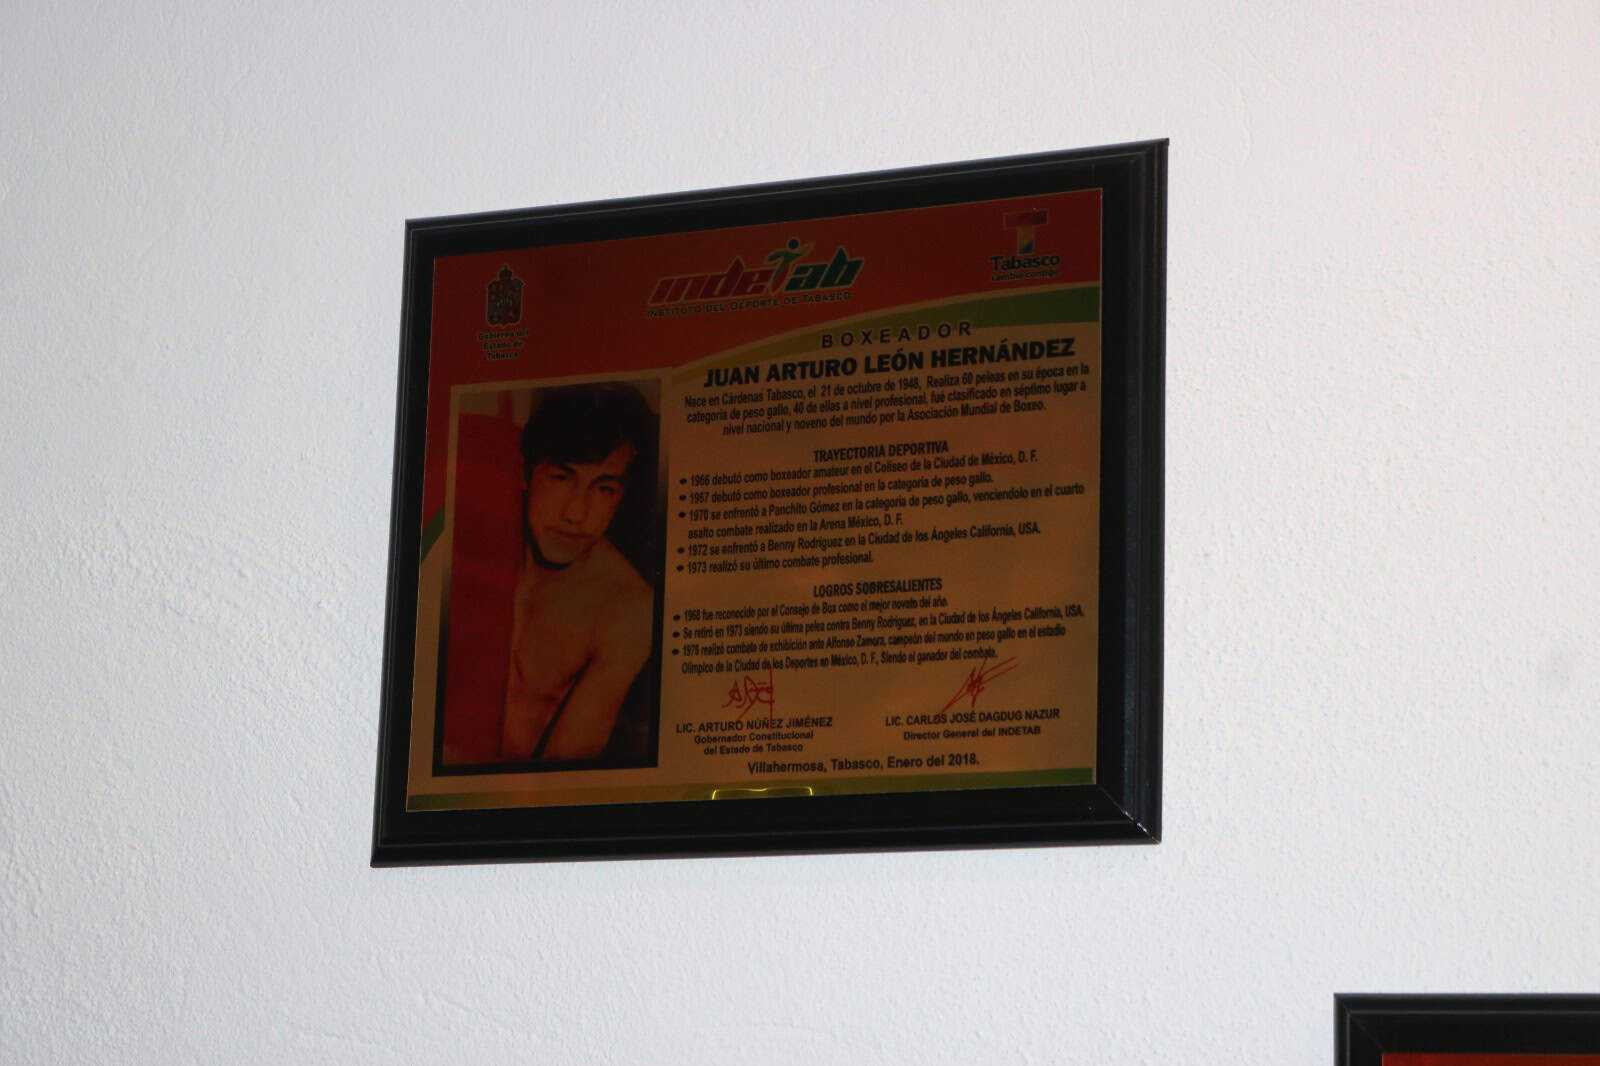 Gobierno del
Estado de
Tabasco
indetab
INSTITUTO DEL DEPORTE DE TABASCO
Tabasco
cambia contigo
BOXEADOR
JUAN ARTURO LEÓN HERNÁNDEZ
Nace en Cárdenas Tabasco, el 21 de octubre de 1948, Realiza 60 peleas en su época en la
categoría de peso gallo, 40 de ellas a nivel profesional, fué clasificado en séptimo lugar a
nivel nacional y noveno del mundo por la Asociación Mundial de Boxeo.
TRAYECTORIA DEPORTIVA
• 1966 debutó como boxeador amateur en el Coliseo de la Ciudad de México, D. F.
• 1967 debutó como boxeador profesional en la categoría de peso gallo.
• 1970 se enfrentó a Panchito Gómez en la categoría de peso gallo, venciendolo en el cuarto
asalto combate realizado en la Arena México, D. F.
• 1972 se enfrentó a Benny Rodríguez en la Ciudad de los Ángeles California, USA.
• 1973 realizó su último combate profesional.
LOGROS SOBRESALIENTES
• 1968 fue reconocido por el Consejo de Box como el mejor novato del año.
• Se retiró en 1973 siendo su última pelea contra Benny Rodríguez, en la Ciudad de los Ángeles California, USA.
• 1976 realizó combate de exhibición ante Alfonso Zamora, campeón del mundo en peso gallo en el estadio
Olímpico de la Ciudad de los Deportes en México, D. F., Siendo el ganador del combate.
LIC. ARTURO NÚÑEZ JIMÉNEZ
Gobernador Constitucional
del Estado de Tabasco
LIC. CARLOS JOSÉ DAGDUG NAZUR
Director General del INDETAB
Villahermosa, Tabasco, Enero del 2018.